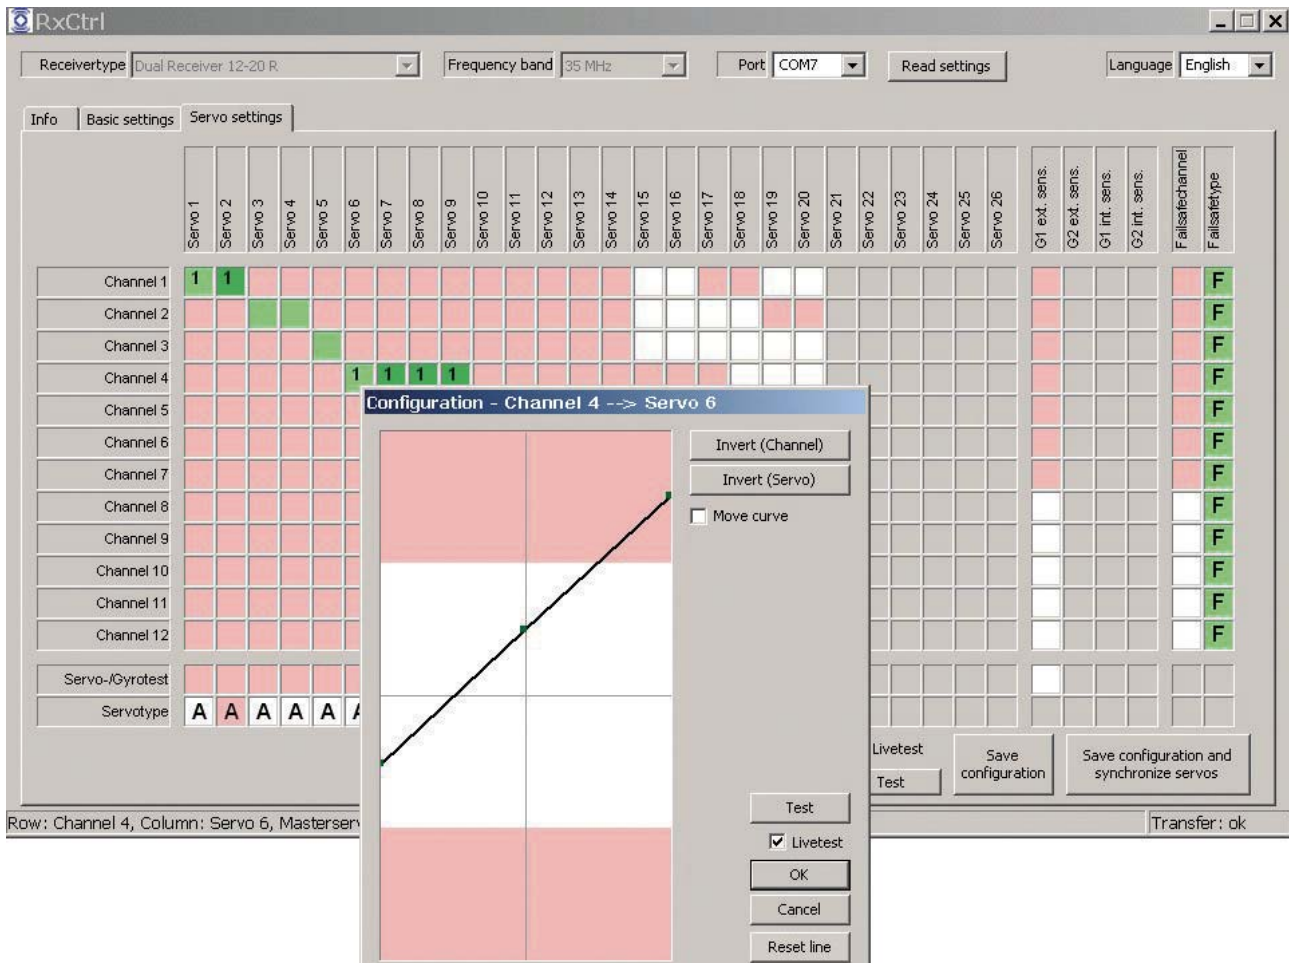 RxCtrl
Receivertype Dual Receiver 12-20 R Frequency band 35 MHz Port COM7 Read settings Language English
Info Basic settings Servo settings
Servo 1 Servo 2 Servo 3 Servo 4 Servo 5 Servo 6 Servo 7 Servo 8 Servo 9 Servo 10 Servo 11 Servo 12 Servo 13 Servo 14 Servo 15 Servo 16 Servo 17 Servo 18 Servo 19 Servo 20 Servo 21 Servo 22 Servo 23 Servo 24 Servo 25 Servo 26 G1 ext. sens. G2 ext. sens. G1 int. sens. G2 int. sens. Failsafechannel Failsafetype
Channel 1 1 1 F
Channel 2 F
Channel 3 F
Channel 4 1 1 1 1 F
Channel 5 F
Channel 6 F
Channel 7 F
Channel 8 F
Channel 9 F
Channel 10 F
Channel 11 F
Channel 12 F
Servo-/Gyrotest
Servotype A A A A A
Configuration - Channel 4 --> Servo 6
Invert (Channel)
Invert (Servo)
Move curve
Test
Livetest
OK
Cancel
Reset line
Livetest
Test
Save configuration
Save configuration and
synchronize servos
Row: Channel 4, Column: Servo 6, Transfer: ok